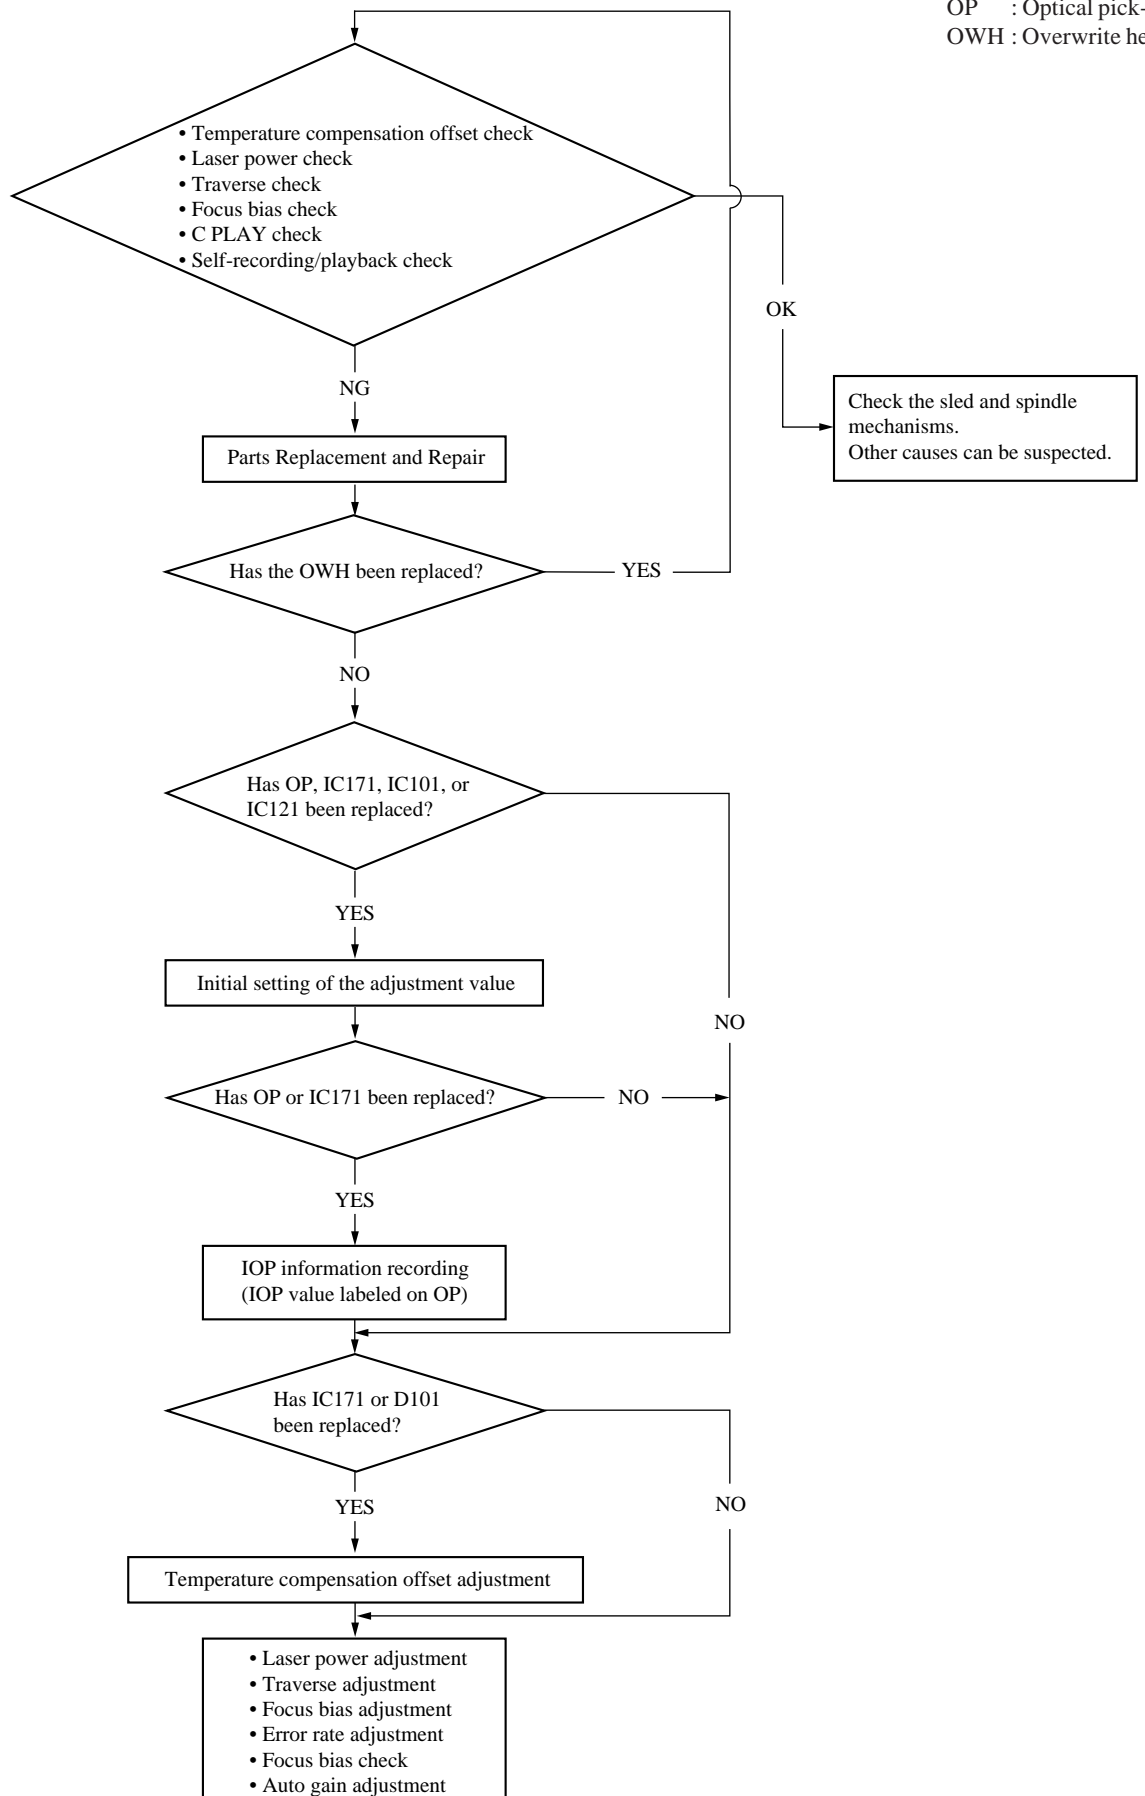 OP : Optical pick-
OWH : Overwrite he
• Temperature compensation offset check
• Laser power check
• Traverse check
• Focus bias check
• C PLAY check
• Self-recording/playback check
OK
NG
Check the sled and spindle
mechanisms.
Other causes can be suspected.
Parts Replacement and Repair
Has the OWH been replaced?
YES
NO
Has OP, IC171, IC101, or
IC121 been replaced?
YES
Initial setting of the adjustment value
NO
Has OP or IC171 been replaced?
NO
YES
IOP information recording
(IOP value labeled on OP)
Has IC171 or D101
been replaced?
YES
NO
Temperature compensation offset adjustment
• Laser power adjustment
• Traverse adjustment
• Focus bias adjustment
• Error rate adjustment
• Focus bias check
• Auto gain adjustment